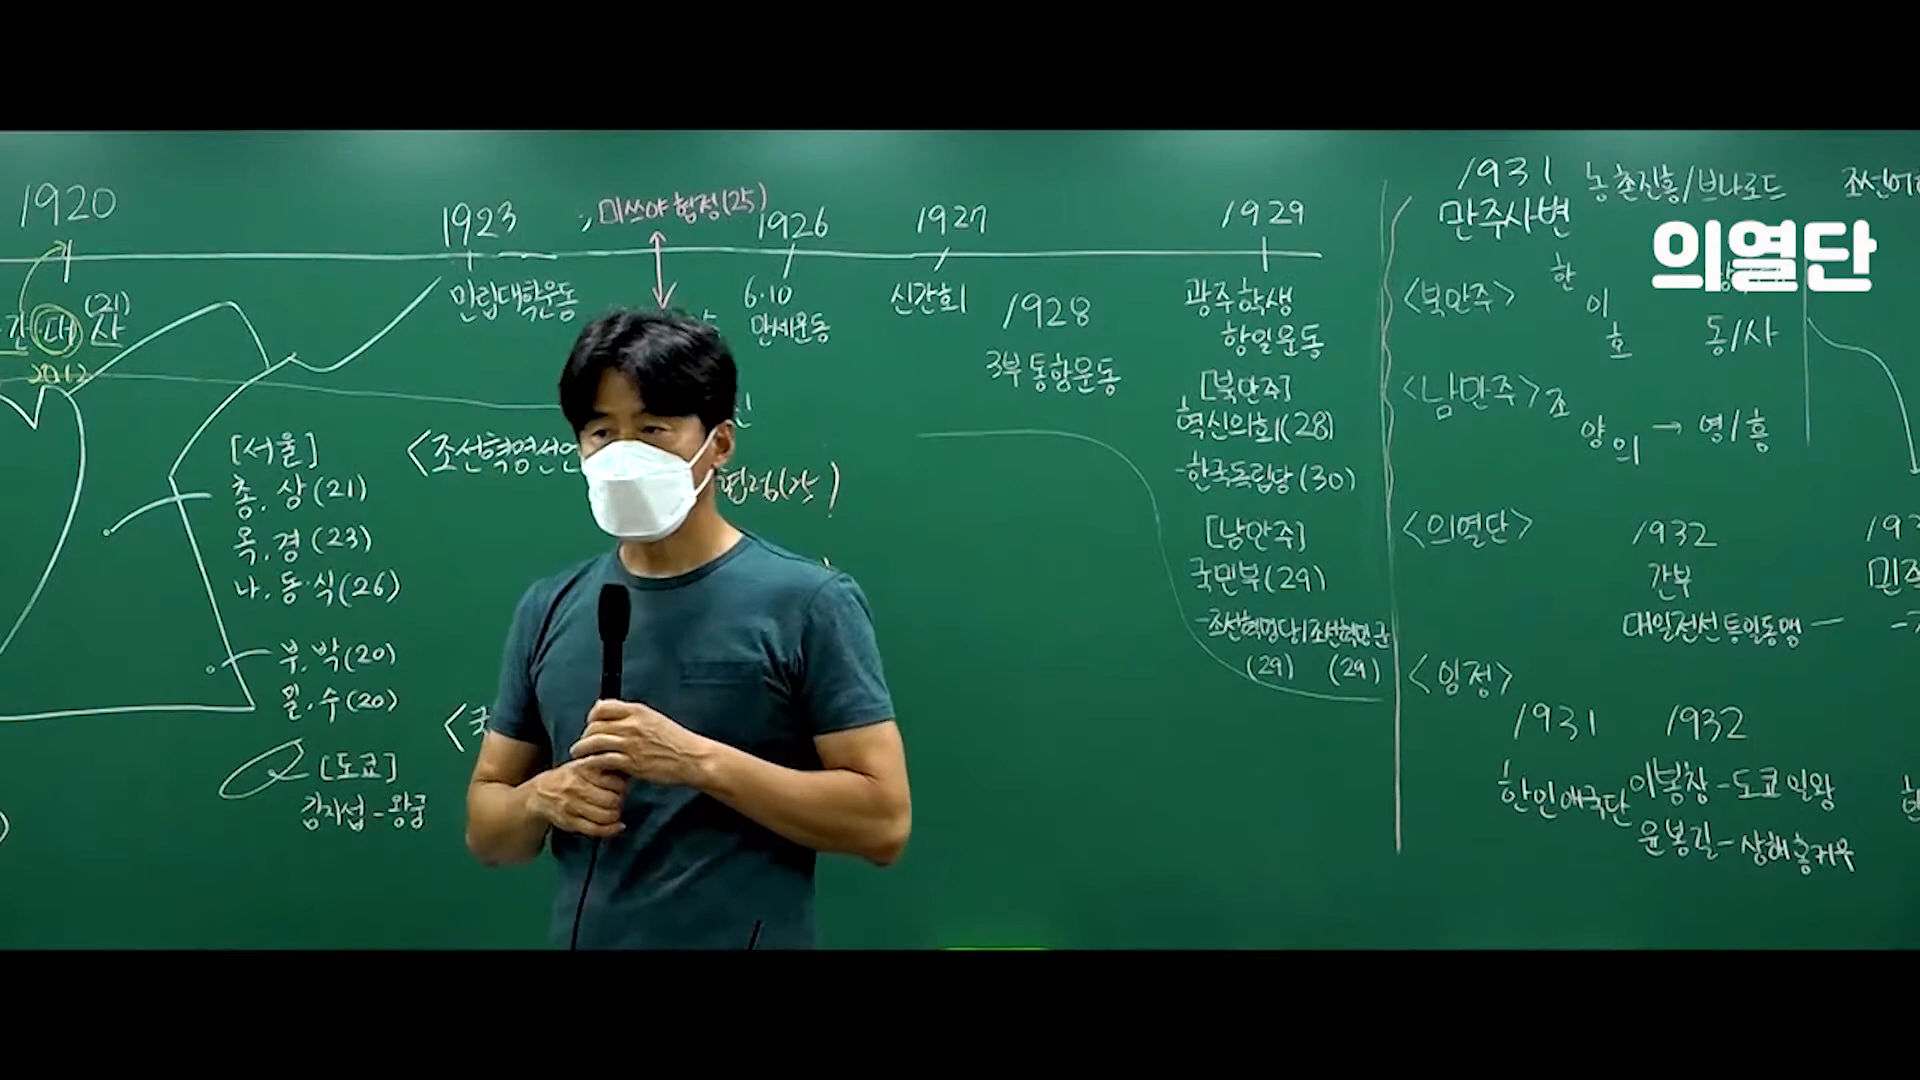 1920
(21)
간 대 사
20.12
[서울]
종.상(21)
옥.경(23)
나.동.식(26)
부.박(20)
밀.수(20)
[도쿄]
김지섭-왕궁
1923
민립대학운동
<조선혁명선언
미쓰야 협정(25)
1926
6.10
만세운동
1927
신간회
1928
3부 통합운동
1929
광주학생
항일운동
[북만주]
혁신의회(28)
-한국독립당(30)
[남만주]
국민부(29)
-조선혁명당/조선혁명군
(29) (29)
1931
만주사변
농촌진흥/브나로드
의열단
<북만주>
한
이
호
동/사
<남만주>
조
양
의 → 영/흥
<의열단>
1932
간부
대일전선통일동맹 -
<임정>
1931 1932
한인애국단
이봉창-도쿄 일왕
윤봉길-상해 홍커우